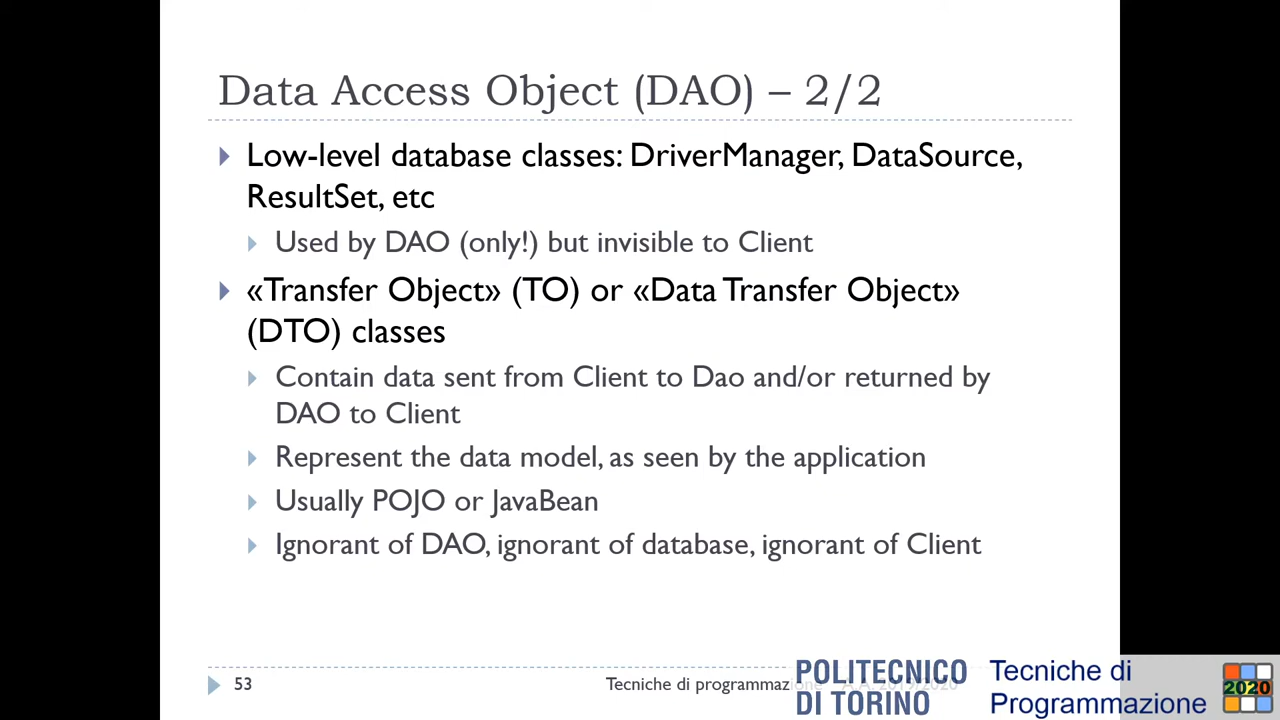 Data Access Object (DAO) – 2/2
Low-level database classes: DriverManager, DataSource,
ResultSet, etc
Used by DAO (only!) but invisible to Client
«Transfer Object» (TO) or «Data Transfer Object»
(DTO) classes
Contain data sent from Client to Dao and/or returned by
DAO to Client
Represent the data model, as seen by the application
Usually POJO or JavaBean
Ignorant of DAO, ignorant of database, ignorant of Client
53
Tecniche di programmazione A.A. 2019/2020
POLITECNICO
DI TORINO
Tecniche di
Programmazione
2020